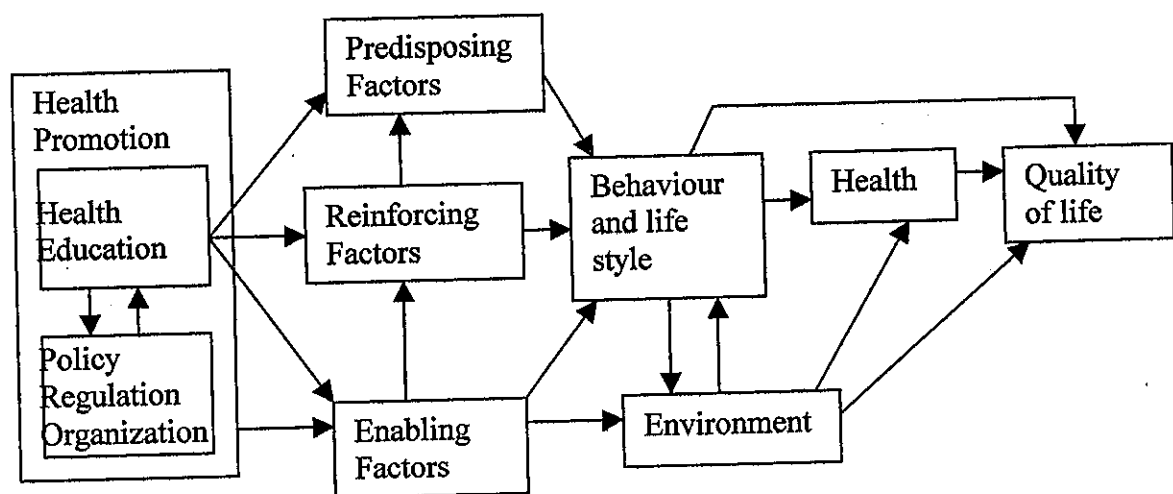 Health
Promotion
Health
Education
Policy
Regulation
Organization
Predisposing
Factors
Reinforcing
Factors
Enabling
Factors
Behaviour
and life
style
Environment
Health
Quality
of life